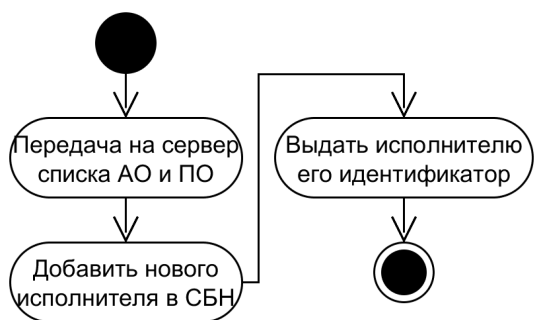 Передача на сервер
списка АО и ПО
Добавить нового
исполнителя в СБН
Выдать исполнителю
его идентификатор